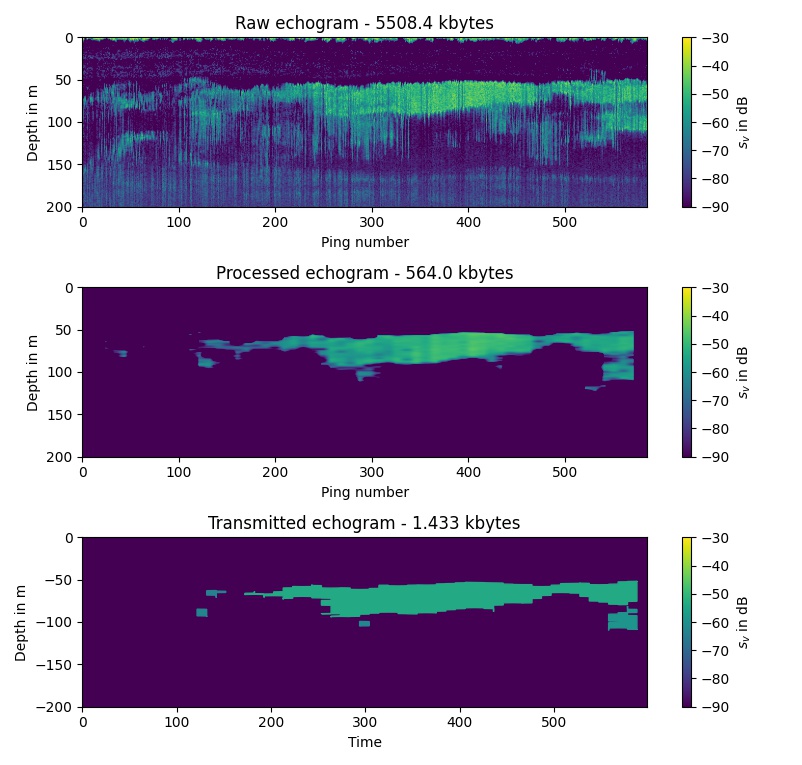 Raw echogram - 5508.4 kbytes
0
50
100
150
200
Depth in m
0 100 200 300 400 500
Ping number
−30
−40
−50
−60
−70
−80
−90
sᵥ in dB
Processed echogram - 564.0 kbytes
0
50
100
150
200
Depth in m
0 100 200 300 400 500
Ping number
−30
−40
−50
−60
−70
−80
−90
sᵥ in dB
Transmitted echogram - 1.433 kbytes
0
−50
−100
−150
−200
Depth in m
0 100 200 300 400 500
Time
−30
−40
−50
−60
−70
−80
−90
sᵥ in dB